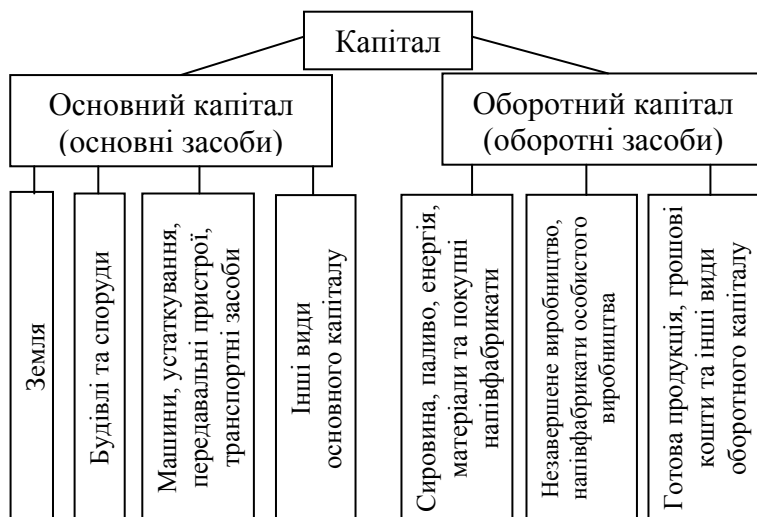 Капітал
Основний капітал
(основні засоби)
Оборотний капітал
(оборотні засоби)
Земля
Будівлі та споруди
Машини, устаткування,
передавальні пристрої,
транспортні засоби
Інші види
основного капіталу
Сировина, паливо, енергія,
матеріали та покупні
напівфабрикати
Незавершене виробництво,
напівфабрикати особистого
виробництва
Готова продукція, грошові
кошти та інші види
оборотного капіталу